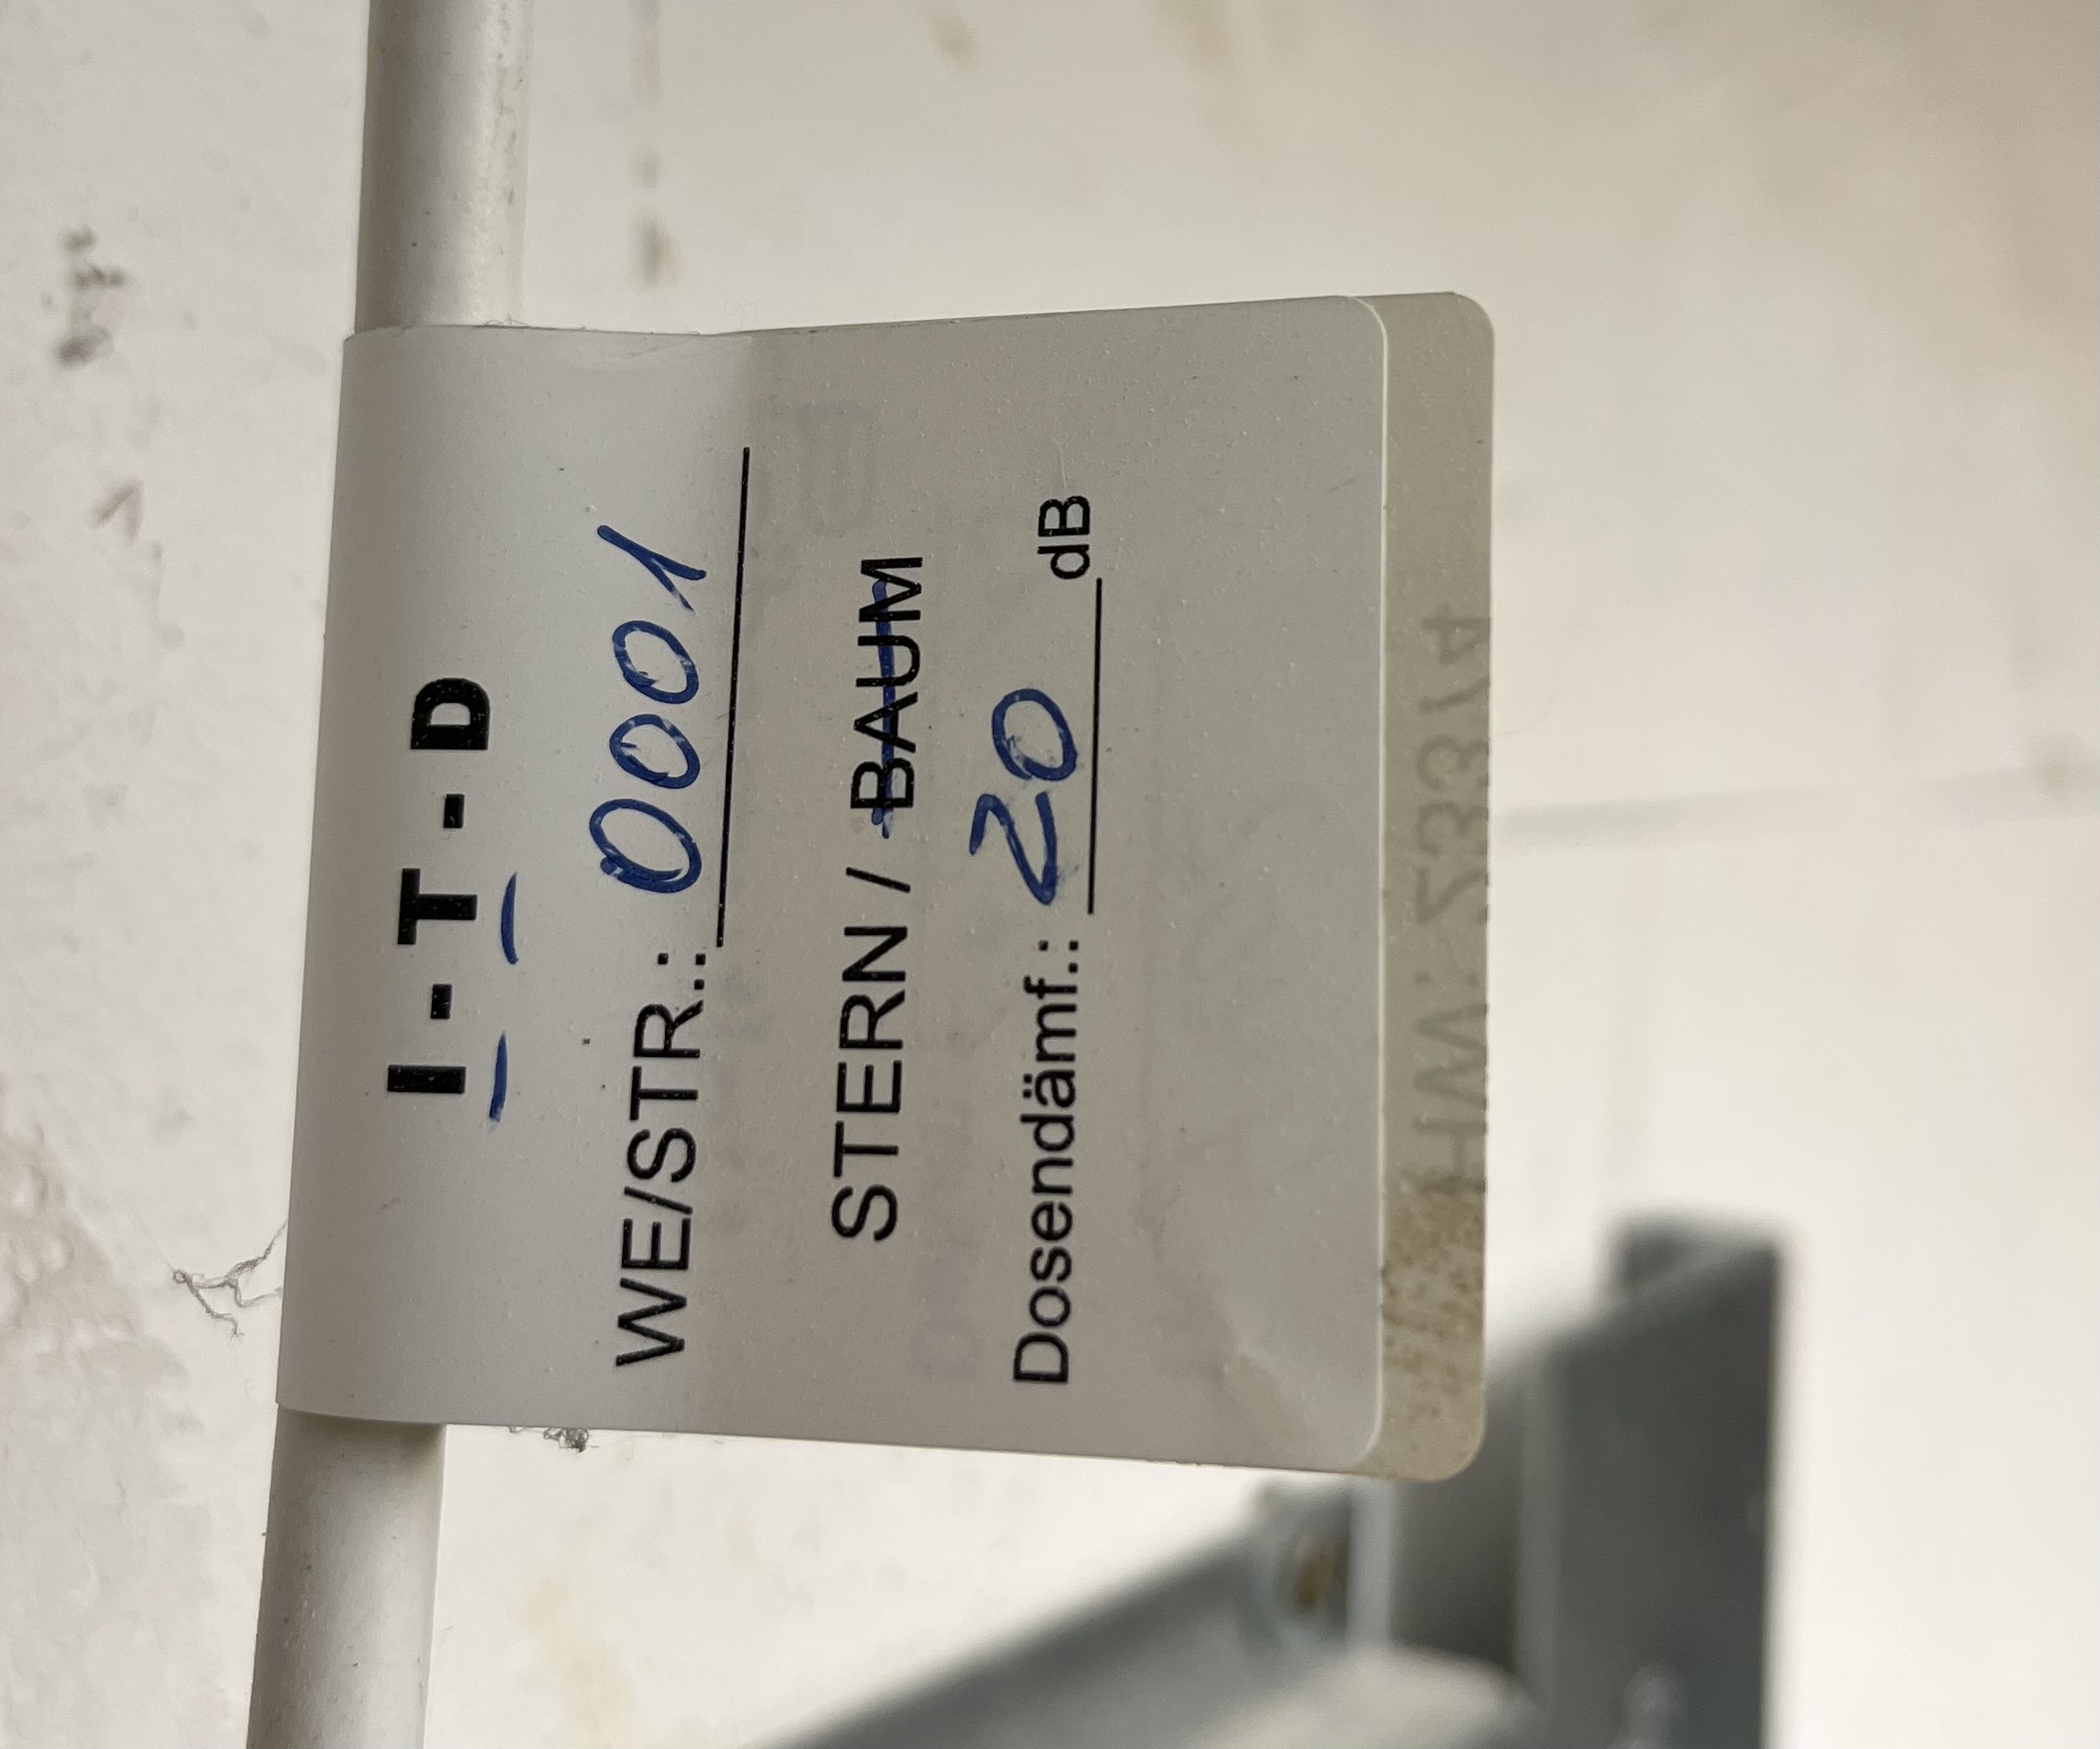 I - T - D
WE/STR.: 0001
STERN / BAUM
Dosendämf.: 20 dB